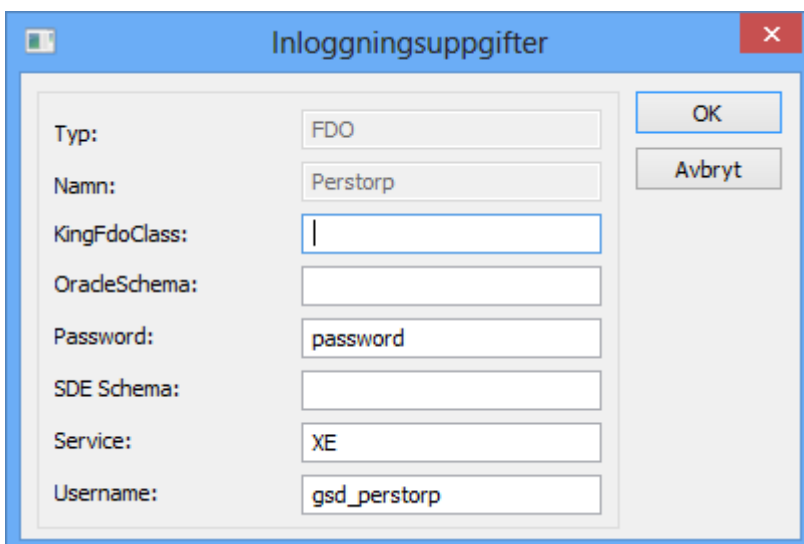 Inloggningsuppgifter
Typ: FDO
Namn: Perstorp
KingFdoClass:
OracleSchema:
Password: password
SDE Schema:
Service: XE
Username: gsd_perstorp
OK
Avbryt